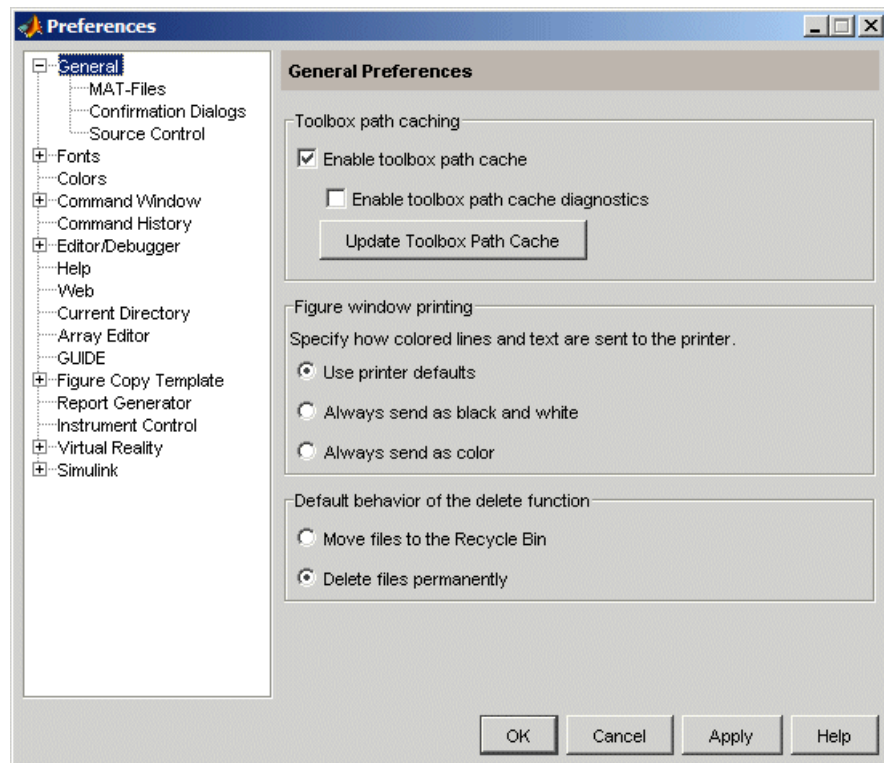 Preferences
General
MAT-Files
Confirmation Dialogs
Source Control
Fonts
Colors
Command Window
Command History
Editor/Debugger
Help
Web
Current Directory
Array Editor
GUIDE
Figure Copy Template
Report Generator
Instrument Control
Virtual Reality
Simulink
General Preferences
Toolbox path caching
Enable toolbox path cache
Enable toolbox path cache diagnostics
Update Toolbox Path Cache
Figure window printing
Specify how colored lines and text are sent to the printer.
Use printer defaults
Always send as black and white
Always send as color
Default behavior of the delete function
Move files to the Recycle Bin
Delete files permanently
OK Cancel Apply Help